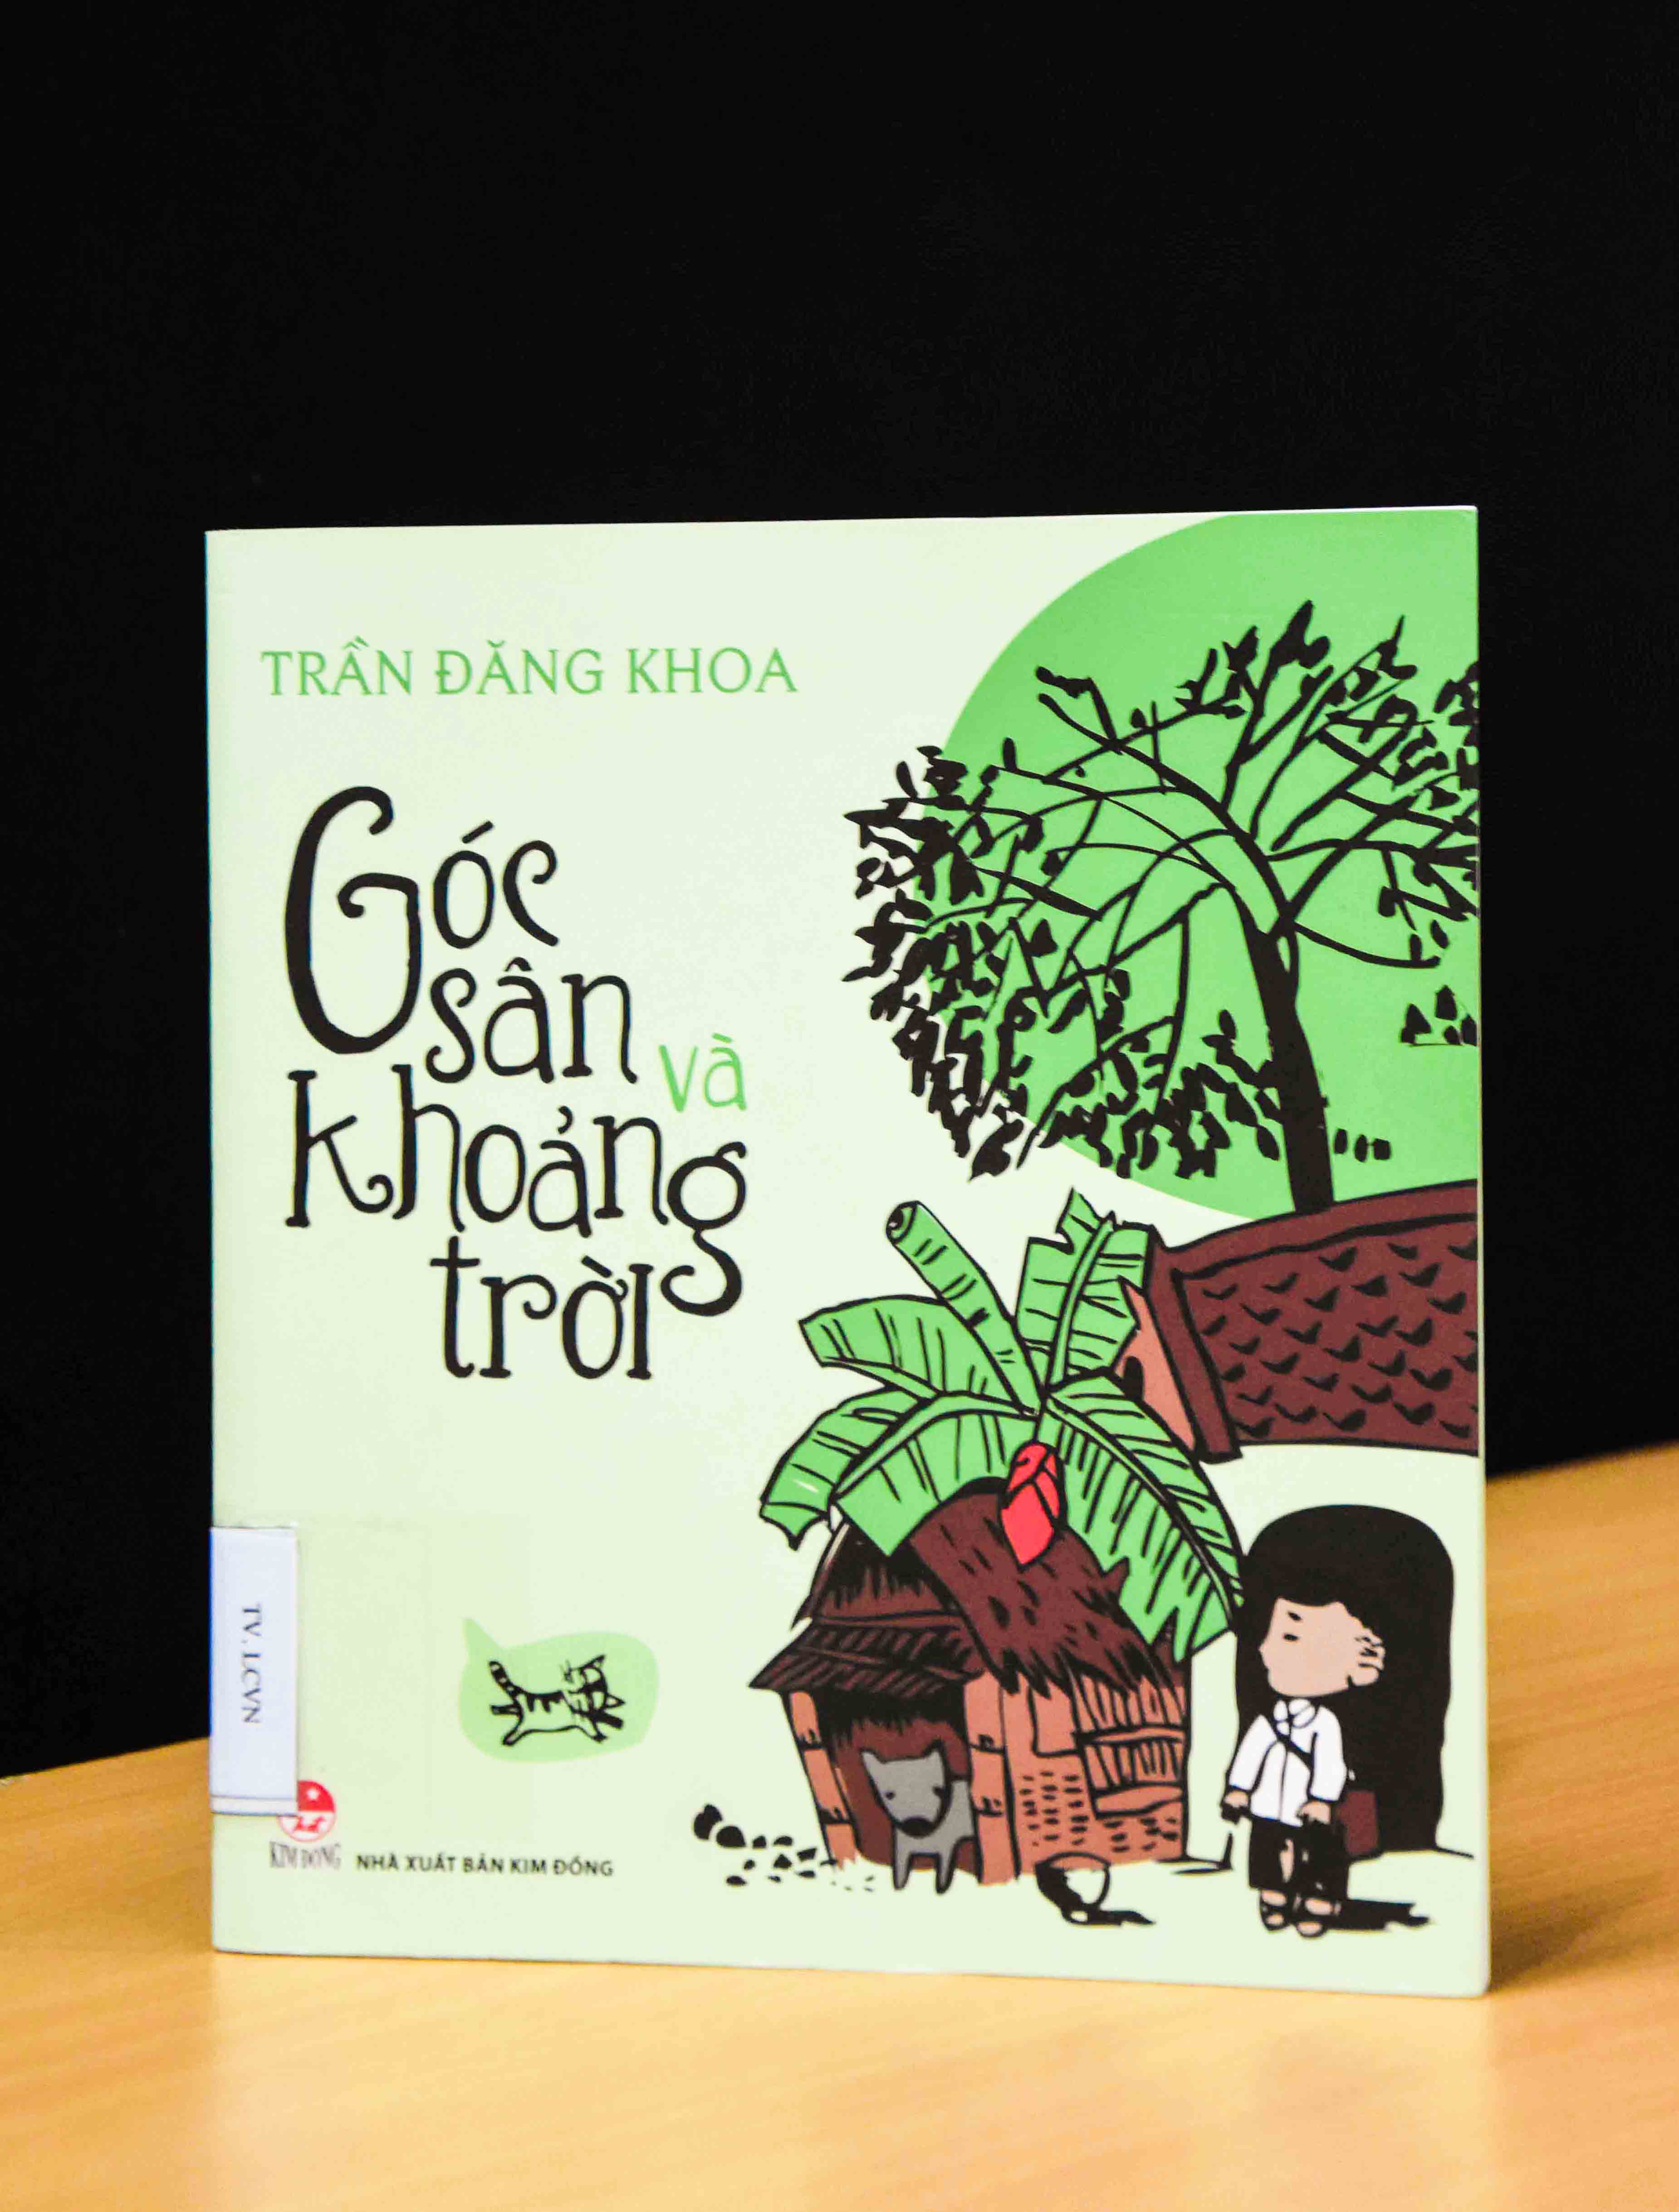 TRẦN ĐĂNG KHOA
Góc
sân và
khoảng
trời
TV. LCVN
KIM ĐỒNG NHÀ XUẤT BẢN KIM ĐỒNG